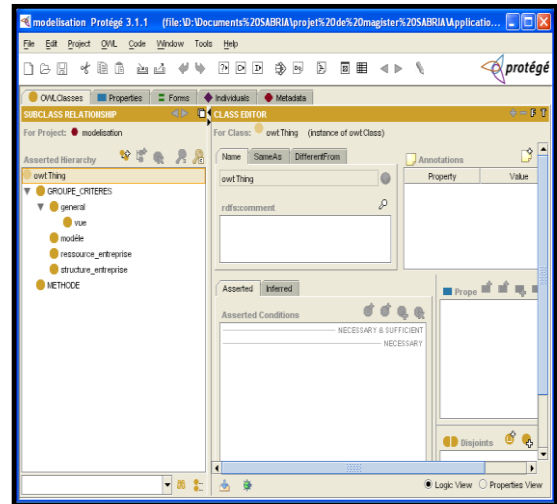 modelisation Protégé 3.1.1 (file:\D:\Documents%20SABRIA\projet%20de%20magister%20SABRIA\Applicatio...
File Edit Project OWL Code Window Tools Help
protégé
OWLClasses Properties Forms Individuals Metadata
SUBCLASS RELATIONSHIP
CLASS EDITOR
For Project: modelisation
For Class: owl:Thing (instance of owl:Class)
Name SameAs DifferentFrom
Annotations
Asserted Hierarchy
Property Value
owl:Thing
owl:Thing
GROUPE_CRITERES
general
rdfs:comment
vue
modéle
ressource_entreprise
structure_entreprise
METHODE
Asserted Inferred
Prope
Asserted Conditions
NECESSARY & SUFFICIENT
NECESSARY
Disjoints
Logic View Properties View